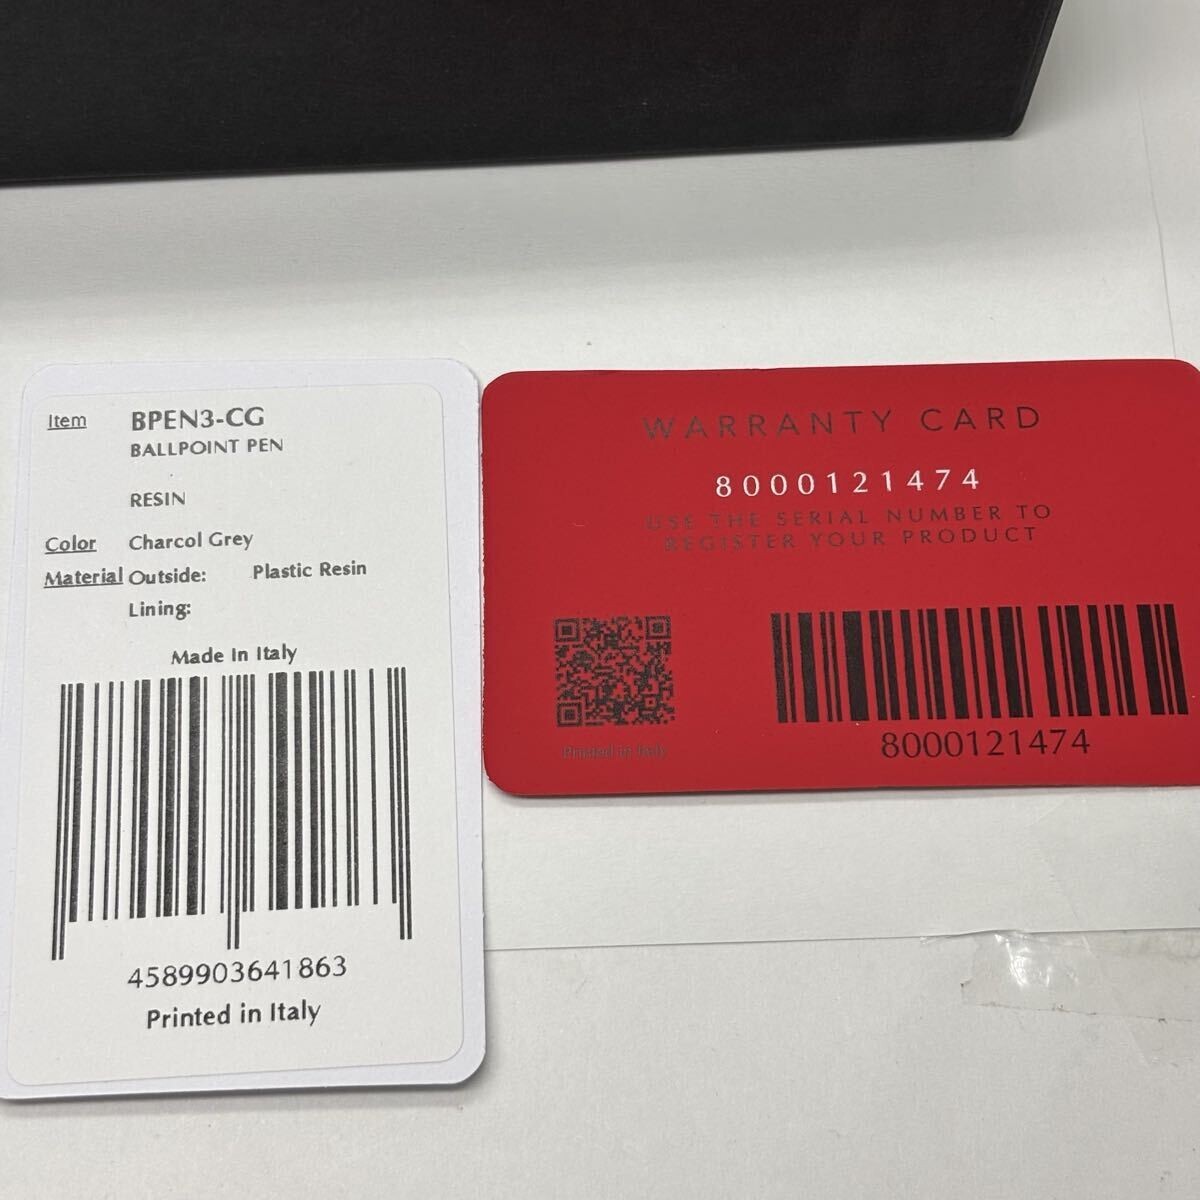 Item BPEN3-CG
BALLPOINT PEN
RESIN
Color Charcol Grey
Material Outside: Plastic Resin
Lining:
Made In Italy
4589903641863
Printed in Italy
WARRANTY CARD
8000121474
USE THE SERIAL NUMBER TO
REGISTER YOUR PRODUCT
Printed in Italy
8000121474